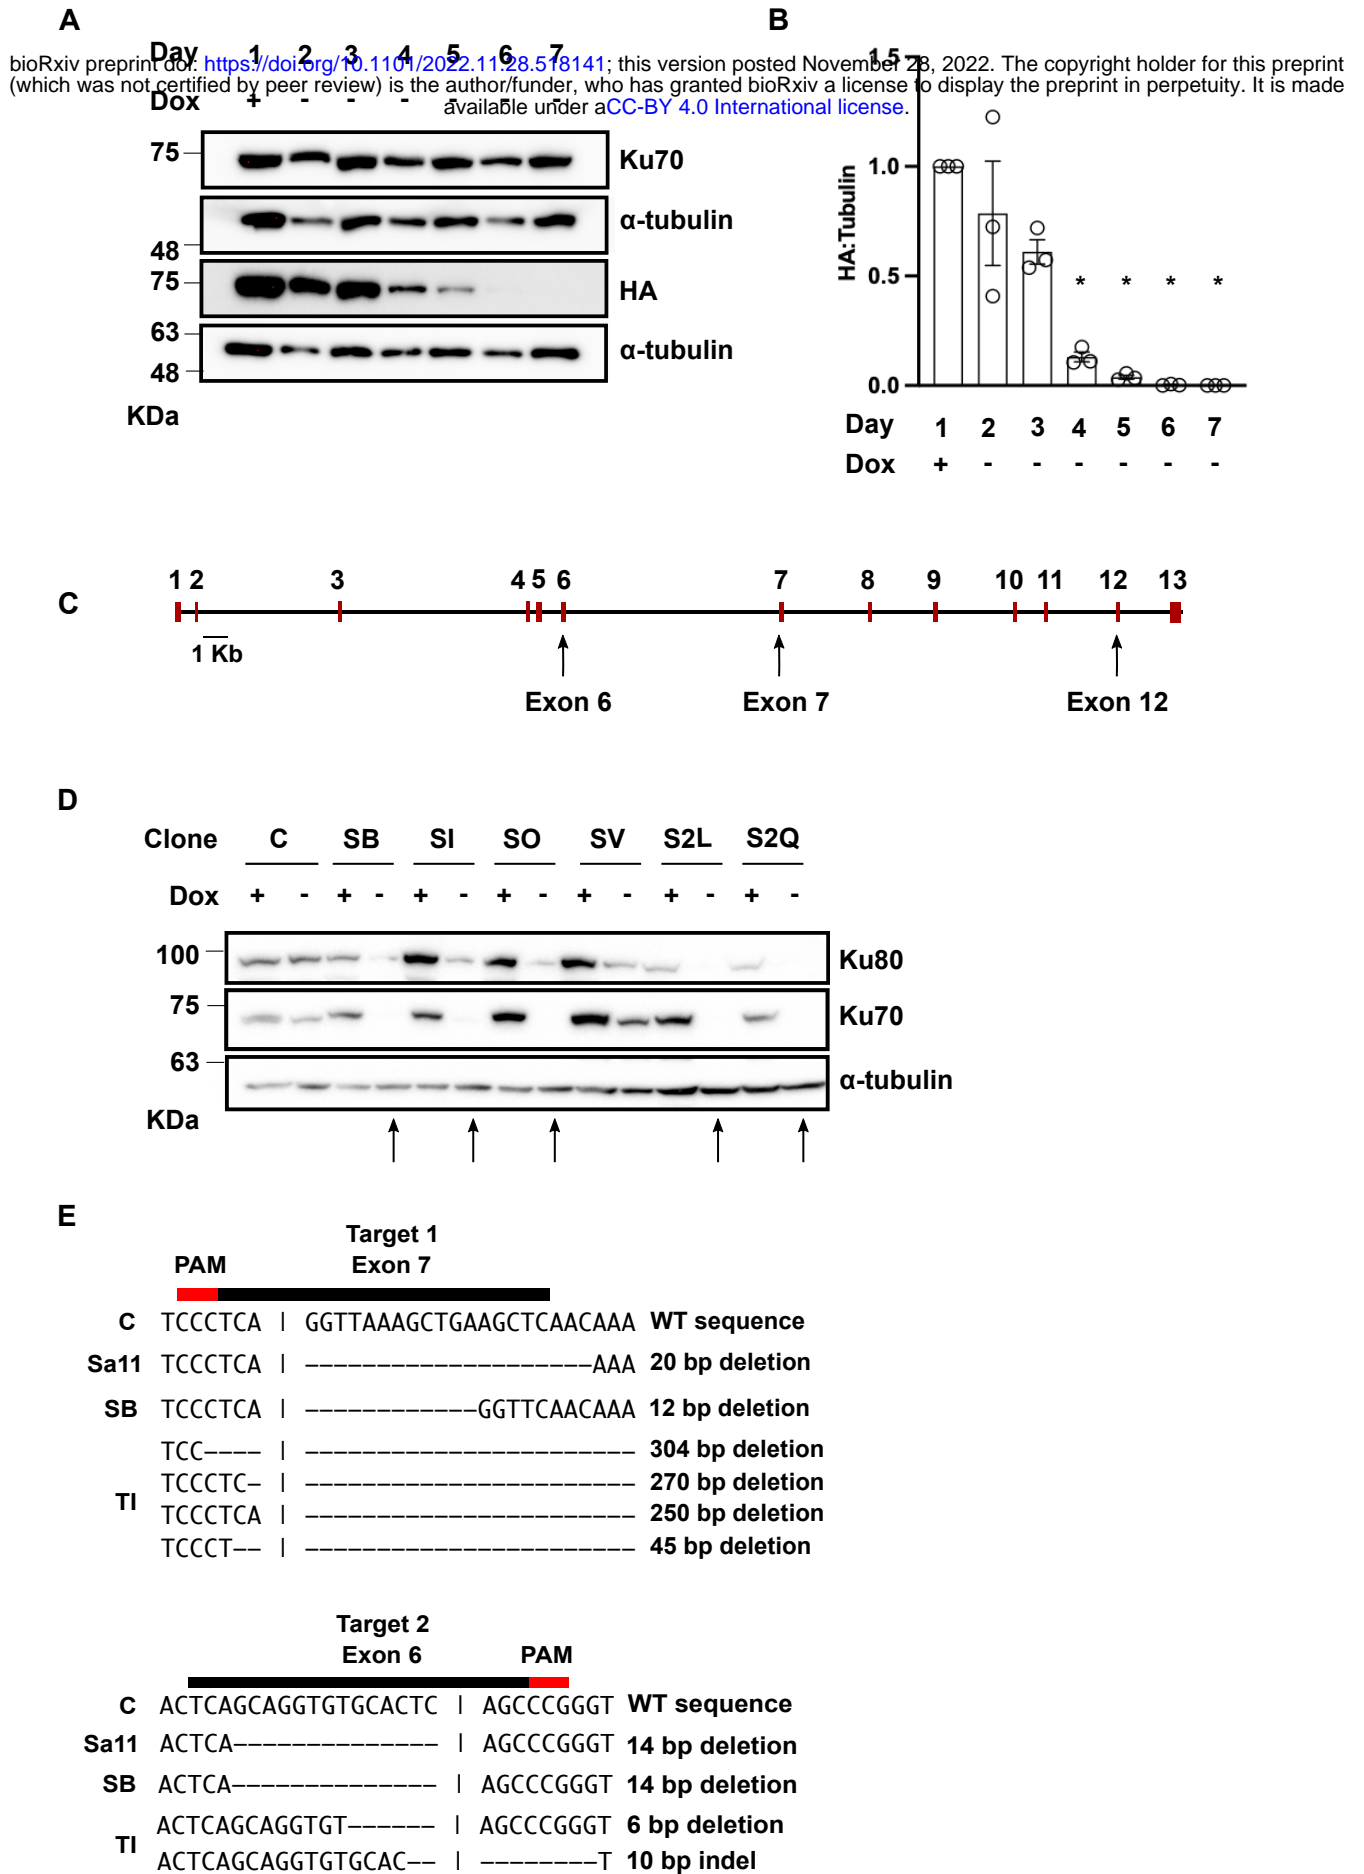 A
B
bioRxiv preprint doi: https://doi.org/10.1101/2022.11.28.518141; this version posted November 28, 2022. The copyright holder for this preprint
(which was not certified by peer review) is the author/funder, who has granted bioRxiv a license to display the preprint in perpetuity. It is made
available under aCC-BY 4.0 International license.
Day 1 2 3 4 5 6 7
Dox + - - - - - -
75 Ku70
α-tubulin
48
75 HA
63 α-tubulin
48
KDa
HA:Tubulin
1.5
1.0
0.5
0.0
* * * *
Day 1 2 3 4 5 6 7
Dox + - - - - - -
C
1 2 3 4 5 6 7 8 9 10 11 12 13
1 Kb
Exon 6 Exon 7 Exon 12
D
Clone C SB SI SO SV S2L S2Q
Dox + - + - + - + - + - + - + -
100 Ku80
75 Ku70
63 α-tubulin
KDa
E
Target 1
PAM Exon 7
C TCCCTCA | GGTTAAAGCTGAAGCTCAACAAA WT sequence
Sa11 TCCCTCA | --------------------AAA 20 bp deletion
SB TCCCTCA | ------------GGTTCAACAAA 12 bp deletion
TCC---- | ----------------------- 304 bp deletion
TCCCTC- | ----------------------- 270 bp deletion
TI
TCCCTCA | ----------------------- 250 bp deletion
TCCCT-- | ----------------------- 45 bp deletion
Target 2
Exon 6 PAM
C ACTCAGCAGGTGTGCACTC | AGCCCGGGT WT sequence
Sa11 ACTCA-------------- | AGCCCGGGT 14 bp deletion
SB ACTCA-------------- | AGCCCGGGT 14 bp deletion
ACTCAGCAGGTGT------ | AGCCCGGGT 6 bp deletion
TI
ACTCAGCAGGTGTGCAC-- | --------T 10 bp indel